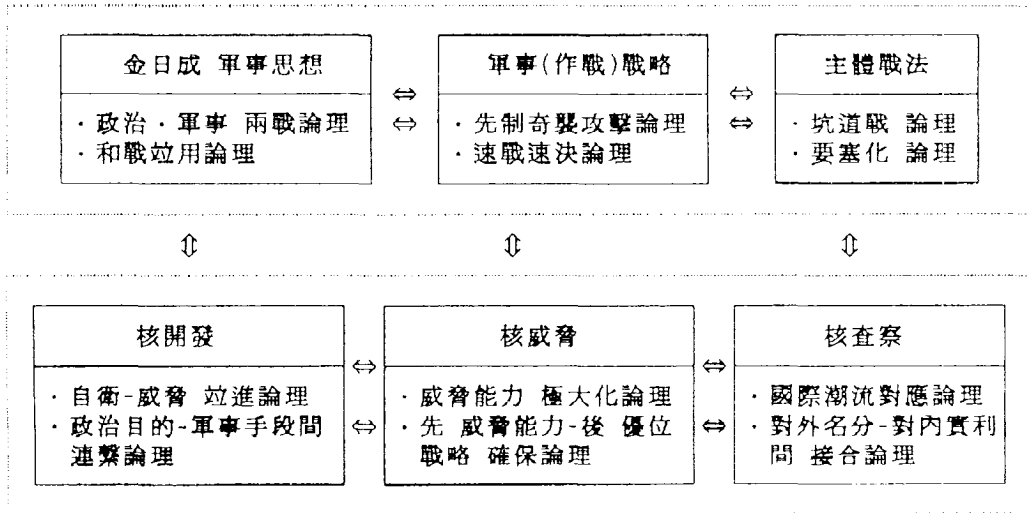 金日成 軍事思想
· 政治 · 軍事 兩戰論理
· 和戰竝用論理
⇔
⇔
軍事(作戰)戰略
· 先制奇襲攻擊論理
· 速戰速決論理
⇔
⇔
主體戰法
· 坑道戰 論理
· 要塞化 論理
⇕ ⇕ ⇕
核開發
· 自衛-威脅 竝進論理
· 政治目的-軍事手段間
連繫論理
⇔
⇔
核威脅
· 威脅能力 極大化論理
· 先 威脅能力-後 優位
戰略 確保論理
⇔
⇔
核査察
· 國際潮流對應論理
· 對外名分-對內實利
間 接合論理